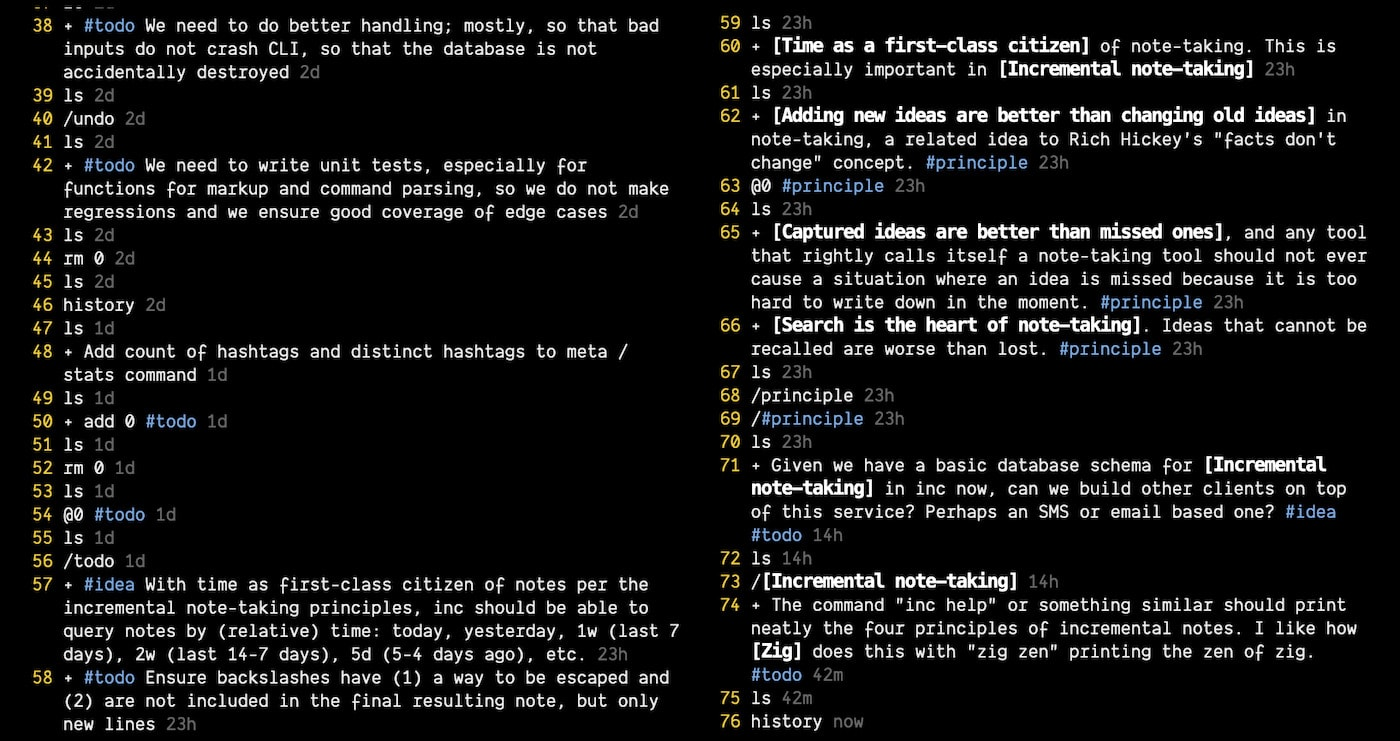 38 + #todo We need to do better handling; mostly, so that bad
inputs do not crash CLI, so that the database is not
accidentally destroyed 2d
39 ls 2d
40 /undo 2d
41 ls 2d
42 + #todo We need to write unit tests, especially for
functions for markup and command parsing, so we do not make
regressions and we ensure good coverage of edge cases 2d
43 ls 2d
44 rm 0 2d
45 ls 2d
46 history 2d
47 ls 1d
48 + Add count of hashtags and distinct hashtags to meta /
stats command 1d
49 ls 1d
50 + add 0 #todo 1d
51 ls 1d
52 rm 0 1d
53 ls 1d
54 @0 #todo 1d
55 ls 1d
56 /todo 1d
57 + #idea With time as first-class citizen of notes per the
incremental note-taking principles, inc should be able to
query notes by (relative) time: today, yesterday, 1w (last 7
days), 2w (last 14-7 days), 5d (5-4 days ago), etc. 23h
58 + #todo Ensure backslashes have (1) a way to be escaped and
(2) are not included in the final resulting note, but only
new lines 23h
59 ls 23h
60 + [Time as a first-class citizen] of note-taking. This is
especially important in [Incremental note-taking] 23h
61 ls 23h
62 + [Adding new ideas are better than changing old ideas] in
note-taking, a related idea to Rich Hickey's "facts don't
change" concept. #principle 23h
63 @0 #principle 23h
64 ls 23h
65 + [Captured ideas are better than missed ones], and any tool
that rightly calls itself a note-taking tool should not ever
cause a situation where an idea is missed because it is too
hard to write down in the moment. #principle 23h
66 + [Search is the heart of note-taking]. Ideas that cannot be
recalled are worse than lost. #principle 23h
67 ls 23h
68 /principle 23h
69 /#principle 23h
70 ls 23h
71 + Given we have a basic database schema for [Incremental
note-taking] in inc now, can we build other clients on top
of this service? Perhaps an SMS or email based one? #idea
#todo 14h
72 ls 14h
73 /[Incremental note-taking] 14h
74 + The command "inc help" or something similar should print
neatly the four principles of incremental notes. I like how
[Zig] does this with "zig zen" printing the zen of zig.
#todo 42m
75 ls 42m
76 history now